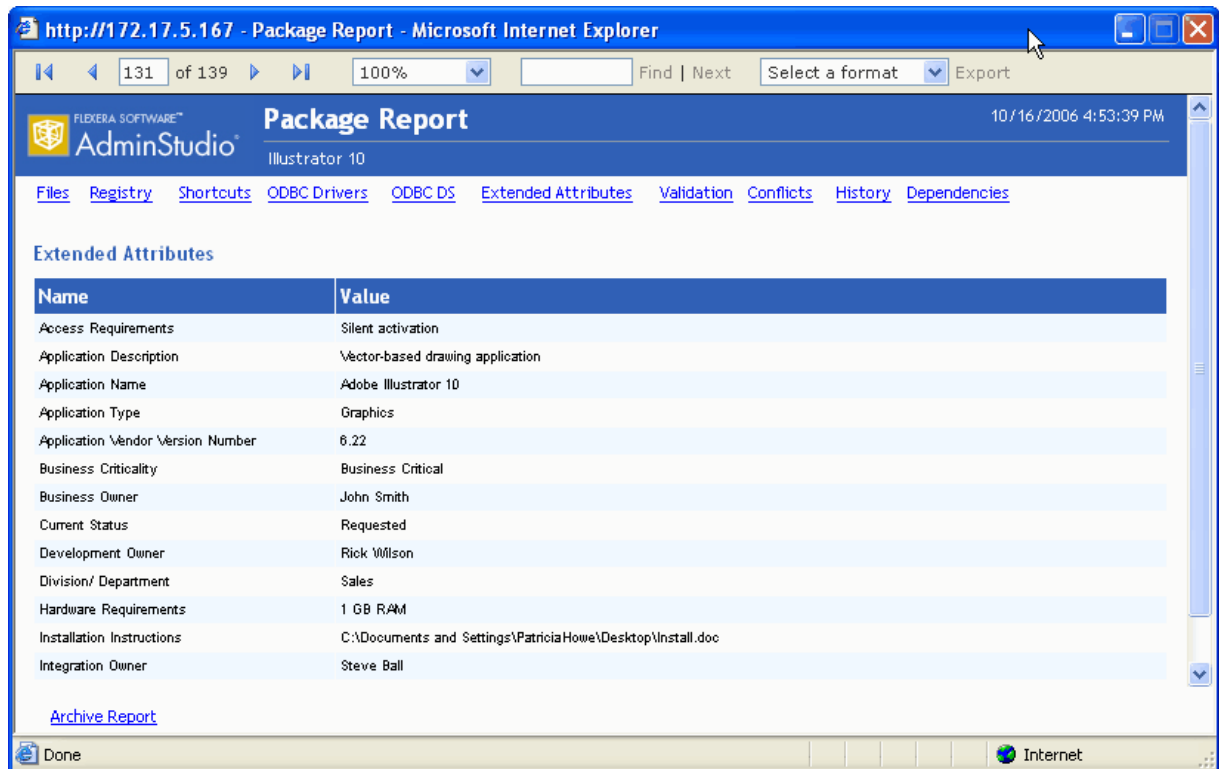 http://172.17.5.167 - Package Report - Microsoft Internet Explorer
131 of 139 100% Find | Next Select a format Export
FLEXERA SOFTWARE™
AdminStudio®
Package Report
10/16/2006 4:53:39 PM
Illustrator 10
Files Registry Shortcuts ODBC Drivers ODBC DS Extended Attributes Validation Conflicts History Dependencies
Extended Attributes
Name Value
Access Requirements Silent activation
Application Description Vector-based drawing application
Application Name Adobe Illustrator 10
Application Type Graphics
Application Vendor Version Number 6.22
Business Criticality Business Critical
Business Owner John Smith
Current Status Requested
Development Owner Rick Wilson
Division/ Department Sales
Hardware Requirements 1 GB RAM
Installation Instructions C:\Documents and Settings\PatriciaHowe\Desktop\Install.doc
Integration Owner Steve Ball
Archive Report
Done Internet